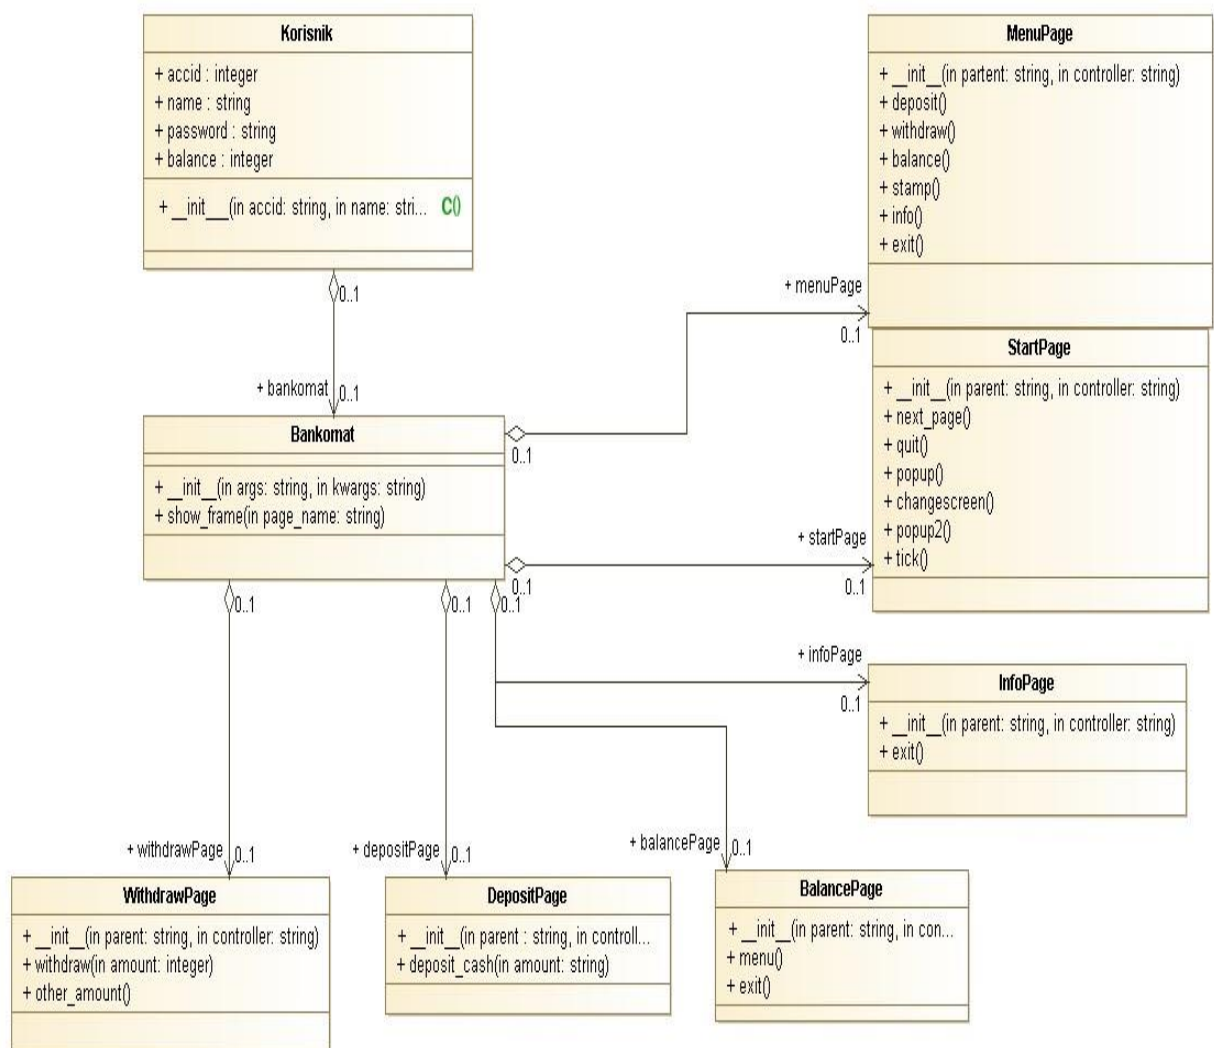 Korisnik
+ accid : integer
+ name : string
+ password : string
+ balance : integer
+ __init___(in accid: string, in name: stri... C()
0..1
+ bankomat
0..1
Bankomat
+ __init__(in args: string, in kwargs: string)
+ show_frame(in page_name: string)
0..1
+ menuPage
0..1
MenuPage
+ __init__(in partent: string, in controller: string)
+ deposit()
+ withdraw()
+ balance()
+ stamp()
+ info()
+ exit()
0..1
+ startPage
0..1
StartPage
+ __init__(in parent: string, in controller: string)
+ next_page()
+ quit()
+ popup()
+ changescreen()
+ popup2()
+ tick()
0..1
0..1
0..1
+ infoPage
0..1
InfoPage
+ __init__(in parent: string, in controller: string)
+ exit()
+ withdrawPage
0..1
WithdrawPage
+ __init__(in parent: string, in controller: string)
+ withdraw(in amount: integer)
+ other_amount()
+ depositPage
0..1
DepositPage
+ __init__(in parent : string, in controll...
+ deposit_cash(in amount: string)
+ balancePage
0..1
BalancePage
+ __init__(in parent: string, in con...
+ menu()
+ exit()